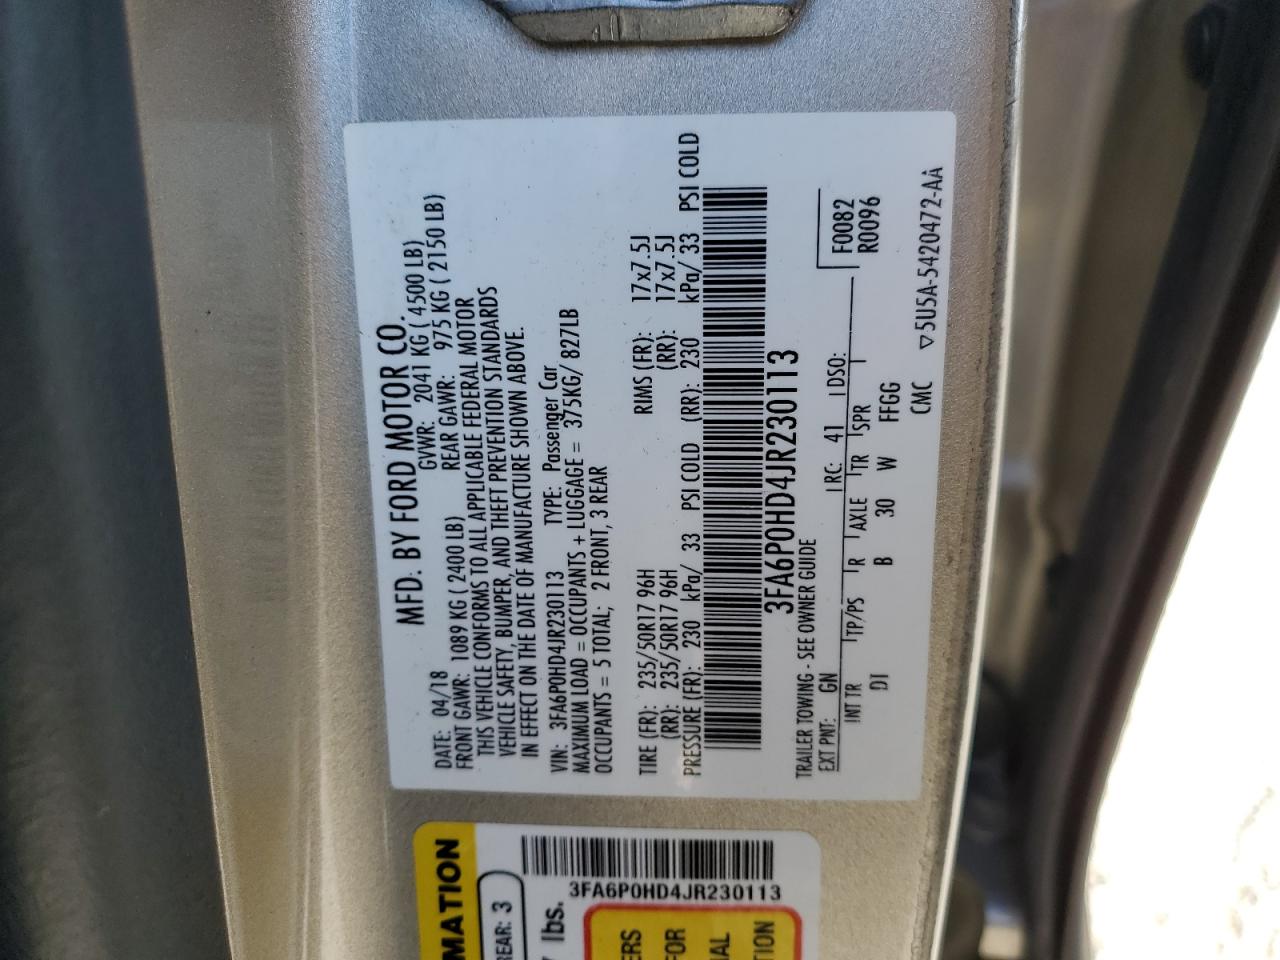 MFD. BY FORD MOTOR CO.
DATE: 04/18 GVWR: 2041 KG ( 4500 LB)
FRONT GAWR: 1089 KG ( 2400 LB) REAR GAWR: 975 KG ( 2150 LB)
THIS VEHICLE CONFORMS TO ALL APPLICABLE FEDERAL MOTOR
VEHICLE SAFETY, BUMPER, AND THEFT PREVENTION STANDARDS
IN EFFECT ON THE DATE OF MANUFACTURE SHOWN ABOVE.
VIN: 3FA6P0HD4JR230113 TYPE: Passenger Car
MAXIMUM LOAD = OCCUPANTS + LUGGAGE = 375KG/ 827LB
OCCUPANTS = 5 TOTAL; 2 FRONT, 3 REAR
TIRE (FR): 235/50R17 96H RIMS (FR): 17x7.5J
(RR): 235/50R17 96H (RR): 17x7.5J
PRESSURE (FR): 230 kPa/ 33 PSI COLD (RR): 230 kPa/ 33 PSI COLD
3FA6P0HD4JR230113
TRAILER TOWING - SEE OWNER GUIDE
F0082
EXT PNT: GN RC: 41 DSO: R0096
INT TR TP/PS R AXLE TR SPR
DI B 30 W FFGG
CMC ▽5U5A-5420472-AA
MATION
REAR: 3
3FA6P0HD4JR230113
lbs.
ERS
FOR
IAL
TION